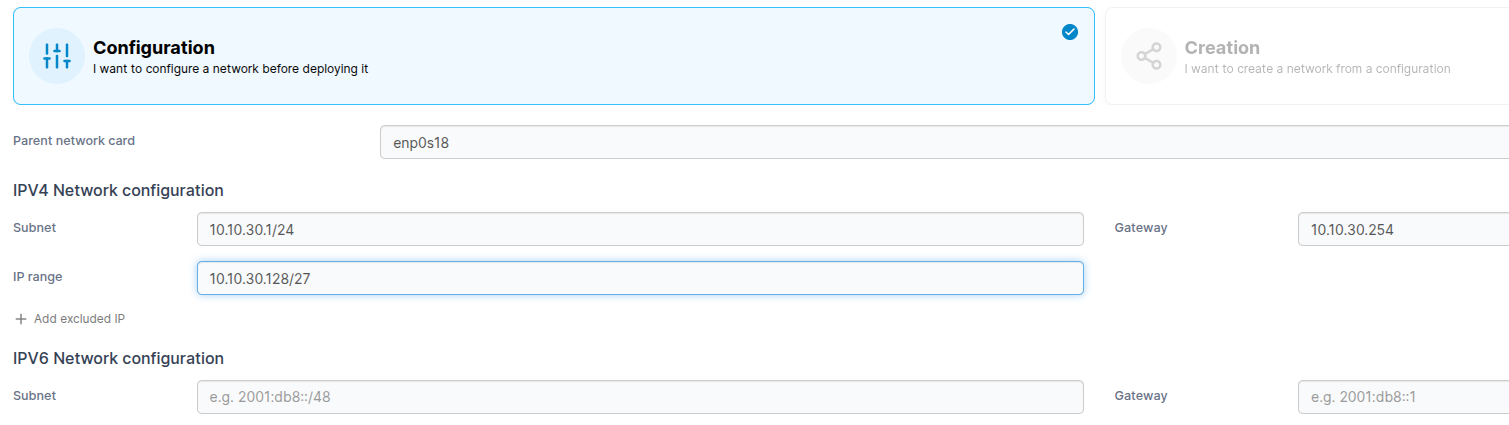 Configuration
I want to configure a network before deploying it
Creation
I want to create a network from a configuration
Parent network card
enp0s18
IPV4 Network configuration
Subnet 10.10.30.1/24 Gateway 10.10.30.254
IP range 10.10.30.128/27
+ Add excluded IP
IPV6 Network configuration
Subnet e.g. 2001:db8::/48 Gateway e.g. 2001:db8::1